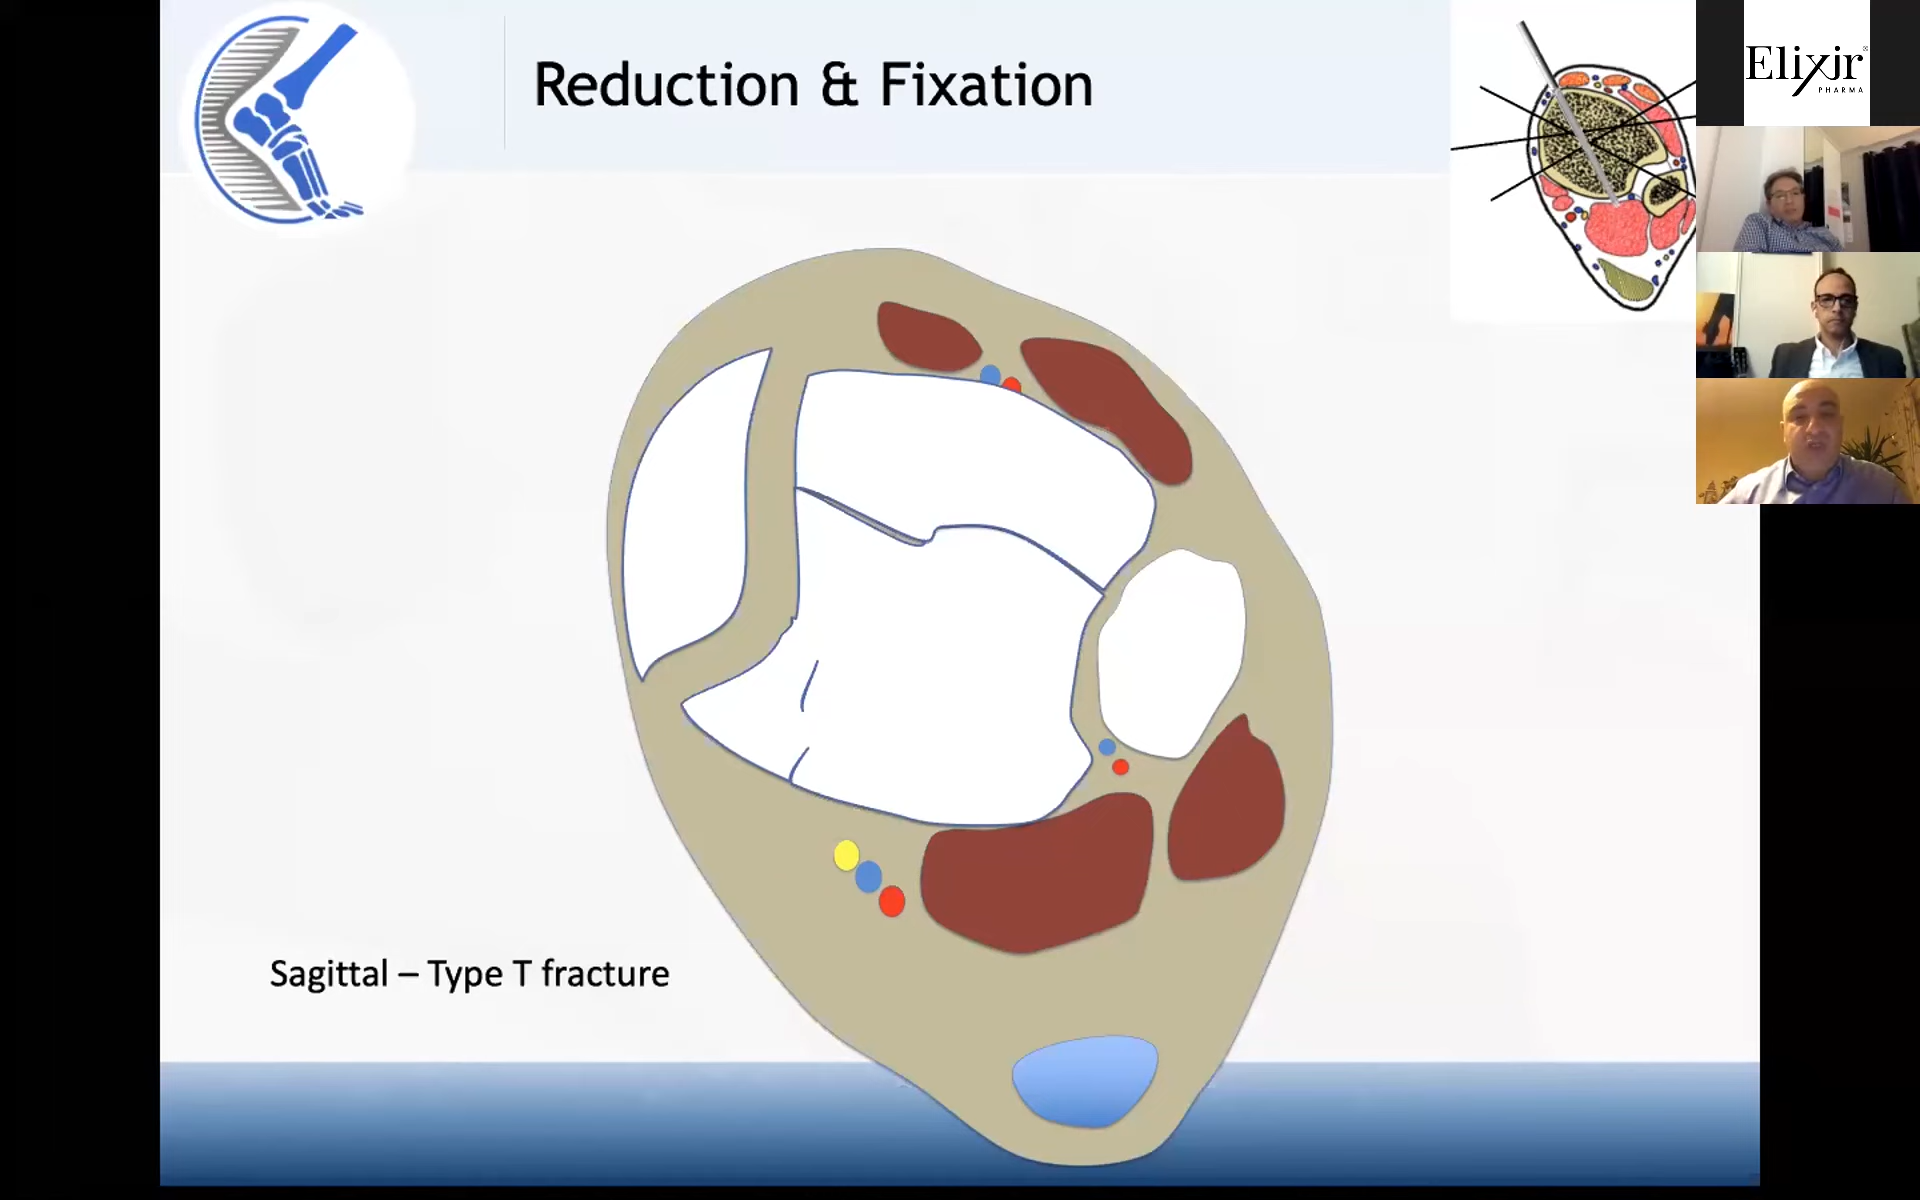 Reduction & Fixation
Elixir
PHARMA
Sagittal – Type T fracture